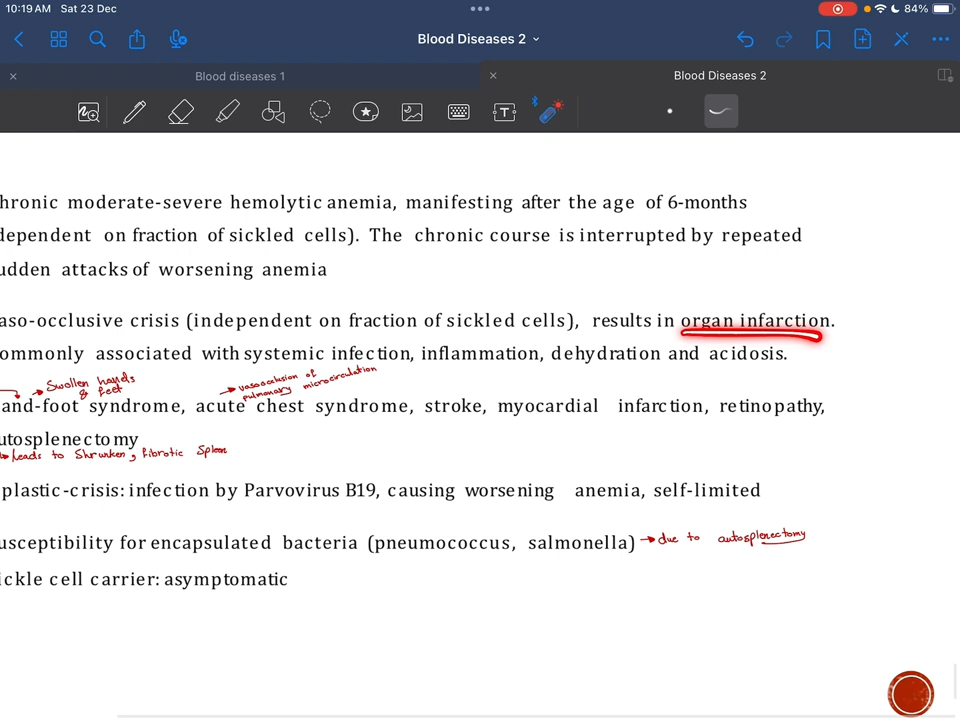 10:19 AM Sat 23 Dec
84%
Blood Diseases 2
Blood diseases 1
Blood Diseases 2
T
hronic moderate-severe hemolytic anemia, manifesting after the age of 6-months
dependent on fraction of sickled cells). The chronic course is interrupted by repeated
udden attacks of worsening anemia
aso-occlusive crisis (independent on fraction of sickled cells), results in organ infarction.
ommonly associated with systemic infection, inflammation, dehydration and acidosis.
Swollen hands
& feet
vasoocclusion of
pulmonary microcirculation
and-foot syndrome, acute chest syndrome, stroke, myocardial infarction, retinopathy,
utosplenectomy
leads to Shrunken, fibrotic Spleen
plastic-crisis: infection by Parvovirus B19, causing worsening anemia, self-limited
usceptibility for encapsulated bacteria (pneumococcus, salmonella) due to autosplenectomy
ickle cell carrier: asymptomatic